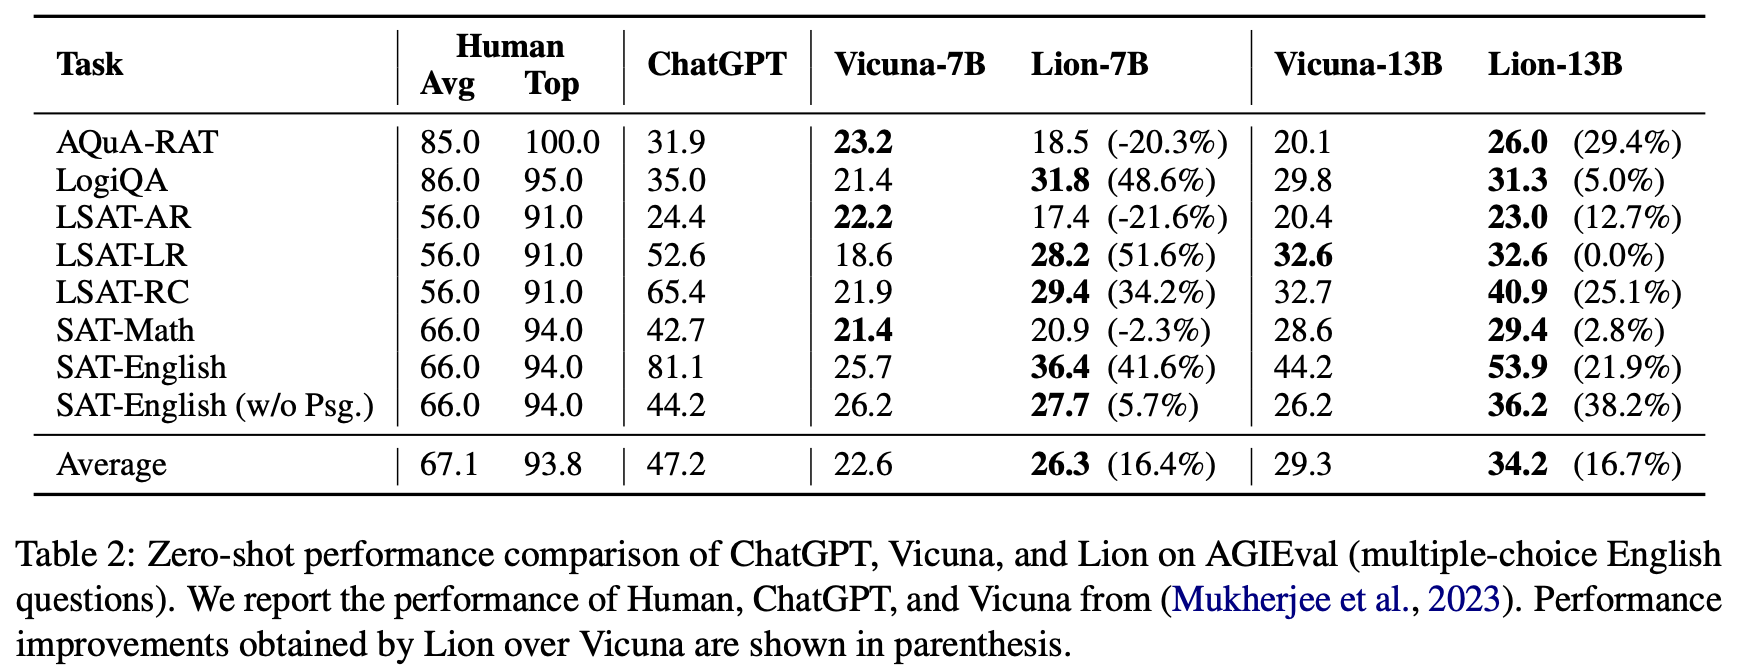 Task Human Avg Top ChatGPT Vicuna-7B Lion-7B Vicuna-13B Lion-13B
AQuA-RAT 85.0 100.0 31.9 23.2 18.5 (-20.3%) 20.1 26.0 (29.4%)
LogiQA 86.0 95.0 35.0 21.4 31.8 (48.6%) 29.8 31.3 (5.0%)
LSAT-AR 56.0 91.0 24.4 22.2 17.4 (-21.6%) 20.4 23.0 (12.7%)
LSAT-LR 56.0 91.0 52.6 18.6 28.2 (51.6%) 32.6 32.6 (0.0%)
LSAT-RC 56.0 91.0 65.4 21.9 29.4 (34.2%) 32.7 40.9 (25.1%)
SAT-Math 66.0 94.0 42.7 21.4 20.9 (-2.3%) 28.6 29.4 (2.8%)
SAT-English 66.0 94.0 81.1 25.7 36.4 (41.6%) 44.2 53.9 (21.9%)
SAT-English (w/o Psg.) 66.0 94.0 44.2 26.2 27.7 (5.7%) 26.2 36.2 (38.2%)
Average 67.1 93.8 47.2 22.6 26.3 (16.4%) 29.3 34.2 (16.7%)
Table 2: Zero-shot performance comparison of ChatGPT, Vicuna, and Lion on AGIEval (multiple-choice English
questions). We report the performance of Human, ChatGPT, and Vicuna from (Mukherjee et al., 2023). Performance
improvements obtained by Lion over Vicuna are shown in parenthesis.